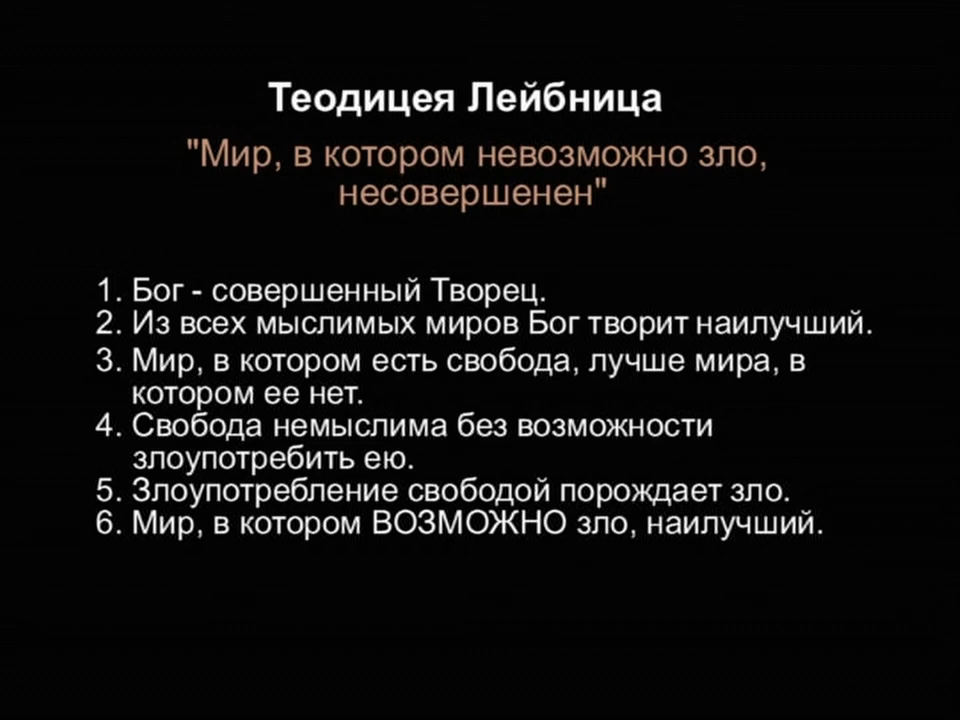 Теодицея Лейбница
"Мир, в котором невозможно зло,
несовершенен"
1. Бог - совершенный Творец.
2. Из всех мыслимых миров Бог творит наилучший.
3. Мир, в котором есть свобода, лучше мира, в
котором ее нет.
4. Свобода немыслима без возможности
злоупотребить ею.
5. Злоупотребление свободой порождает зло.
6. Мир, в котором ВОЗМОЖНО зло, наилучший.